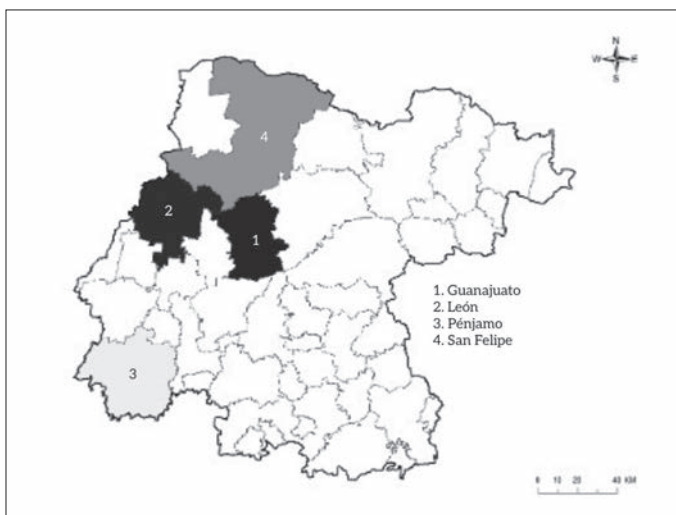 N
W E
S
4
2
1
1. Guanajuato
2. León
3. Pénjamo
4. San Felipe
3
0 10 20 40 KM